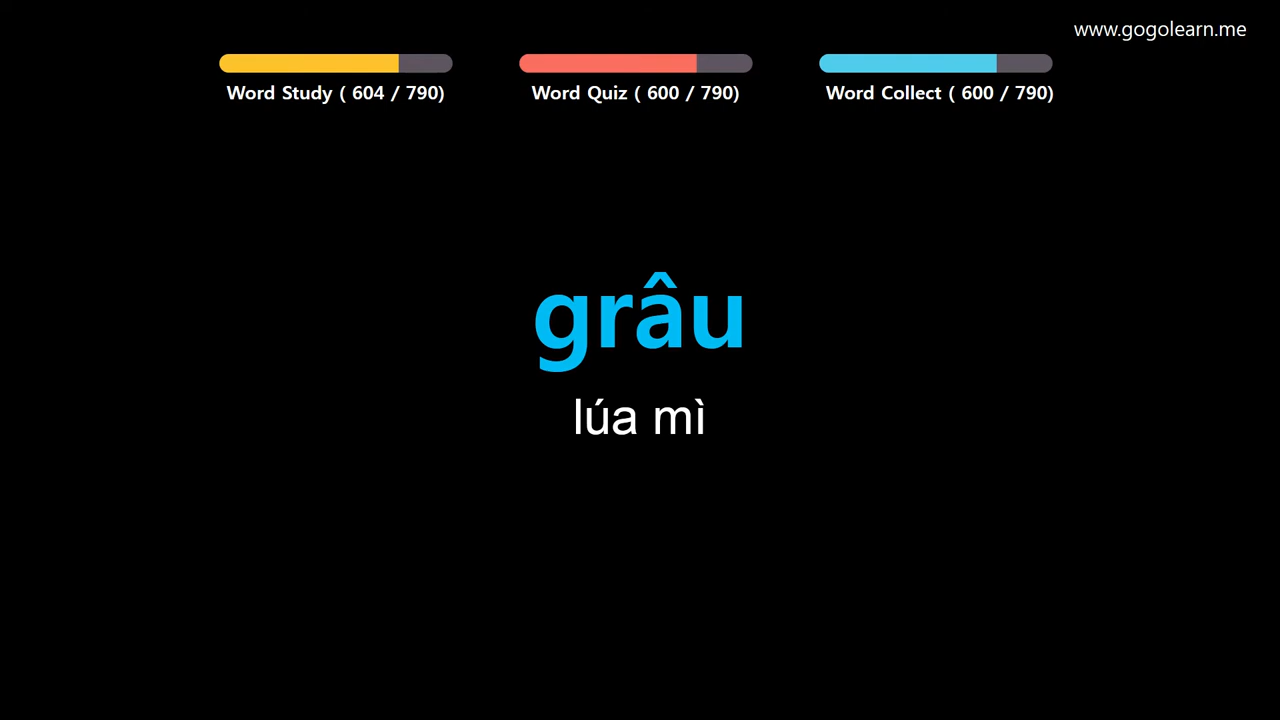 www.gogolearn.me
Word Study ( 604 / 790)
Word Quiz ( 600 / 790)
Word Collect ( 600 / 790)
grâu
lúa mì